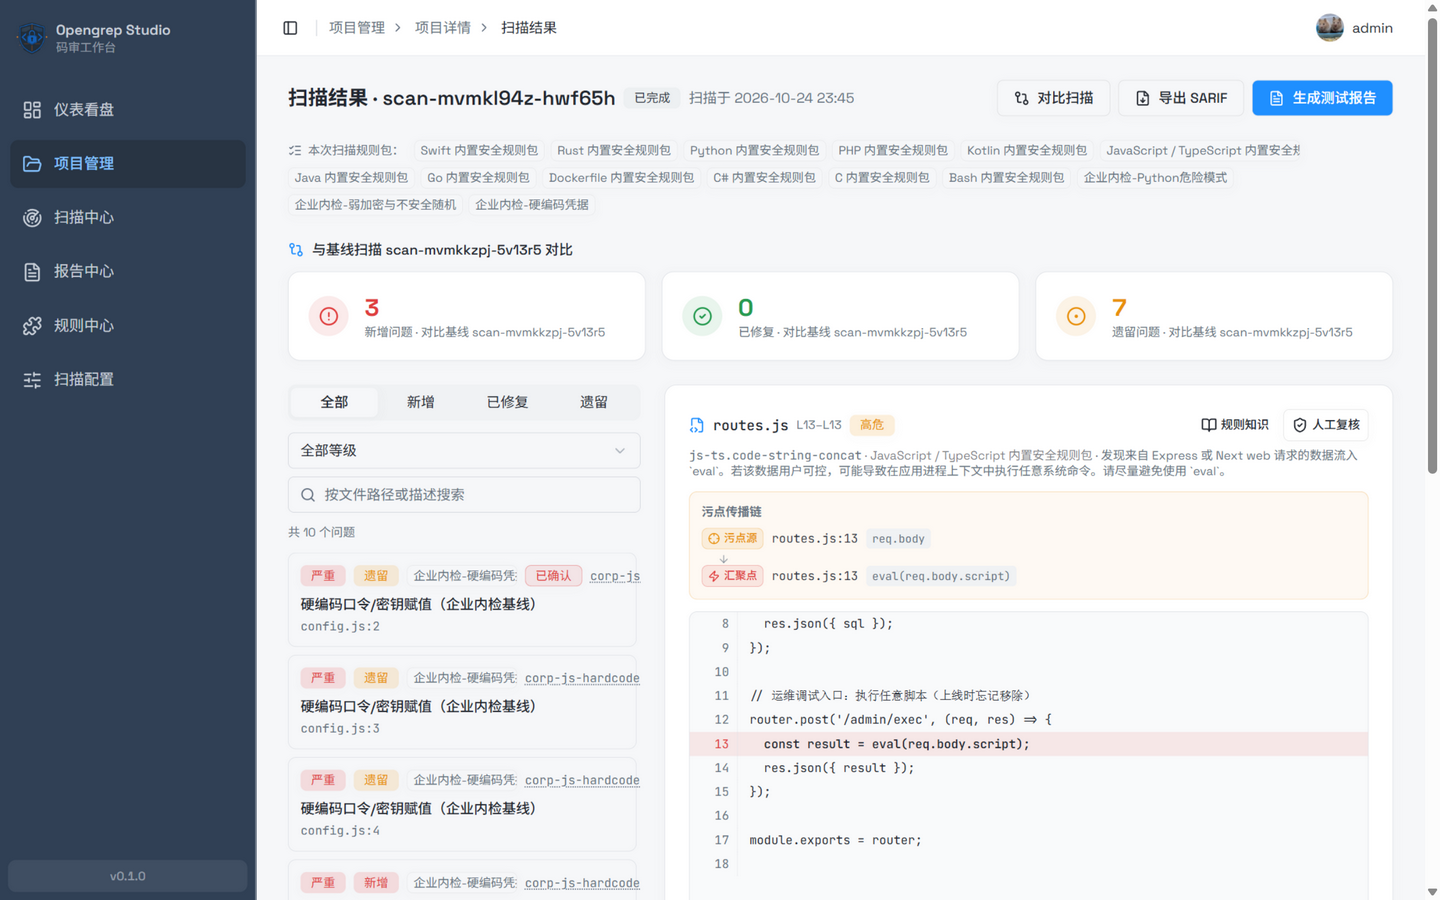 Opengrep Studio
码审工作台
仪表看盘
项目管理
扫描中心
报告中心
规则中心
扫描配置
v0.1.0
项目管理 > 项目详情 > 扫描结果
admin
扫描结果 · scan-mvmkl94z-hwf65h 已完成 扫描于 2026-10-24 23:45
对比扫描 导出 SARIF 生成测试报告
本次扫描规则包： Swift 内置安全规则包 Rust 内置安全规则包 Python 内置安全规则包 PHP 内置安全规则包 Kotlin 内置安全规则包 JavaScript / TypeScript 内置安全规
Java 内置安全规则包 Go 内置安全规则包 Dockerfile 内置安全规则包 C# 内置安全规则包 C 内置安全规则包 Bash 内置安全规则包 企业内检-Python危险模式
企业内检-弱加密与不安全随机 企业内检-硬编码凭据
与基线扫描 scan-mvmkkzpj-5v13r5 对比
3
新增问题 · 对比基线 scan-mvmkkzpj-5v13r5
0
已修复 · 对比基线 scan-mvmkkzpj-5v13r5
7
遗留问题 · 对比基线 scan-mvmkkzpj-5v13r5
全部 新增 已修复 遗留
全部等级
按文件路径或描述搜索
共 10 个问题
严重 遗留 企业内检-硬编码凭 已确认 corp-js
硬编码口令/密钥赋值（企业内检基线）
config.js:2
严重 遗留 企业内检-硬编码凭 corp-js-hardcode
硬编码口令/密钥赋值（企业内检基线）
config.js:3
严重 遗留 企业内检-硬编码凭 corp-js-hardcode
硬编码口令/密钥赋值（企业内检基线）
config.js:4
严重 新增 企业内检-硬编码凭 corp-js-hardcode
routes.js L13–L13 高危
规则知识 人工复核
js-ts.code-string-concat · JavaScript / TypeScript 内置安全规则包 · 发现来自 Express 或 Next web 请求的数据流入
`eval`。若该数据用户可控，可能导致在应用进程上下文中执行任意系统命令。请尽量避免使用 `eval`。
污点传播链
污点源 routes.js:13 req.body
↓
汇聚点 routes.js:13 eval(req.body.script)
8 res.json({ sql });
9 });
10
11 // 运维调试入口：执行任意脚本（上线时忘记移除）
12 router.post('/admin/exec', (req, res) => {
13 const result = eval(req.body.script);
14 res.json({ result });
15 });
16
17 module.exports = router;
18